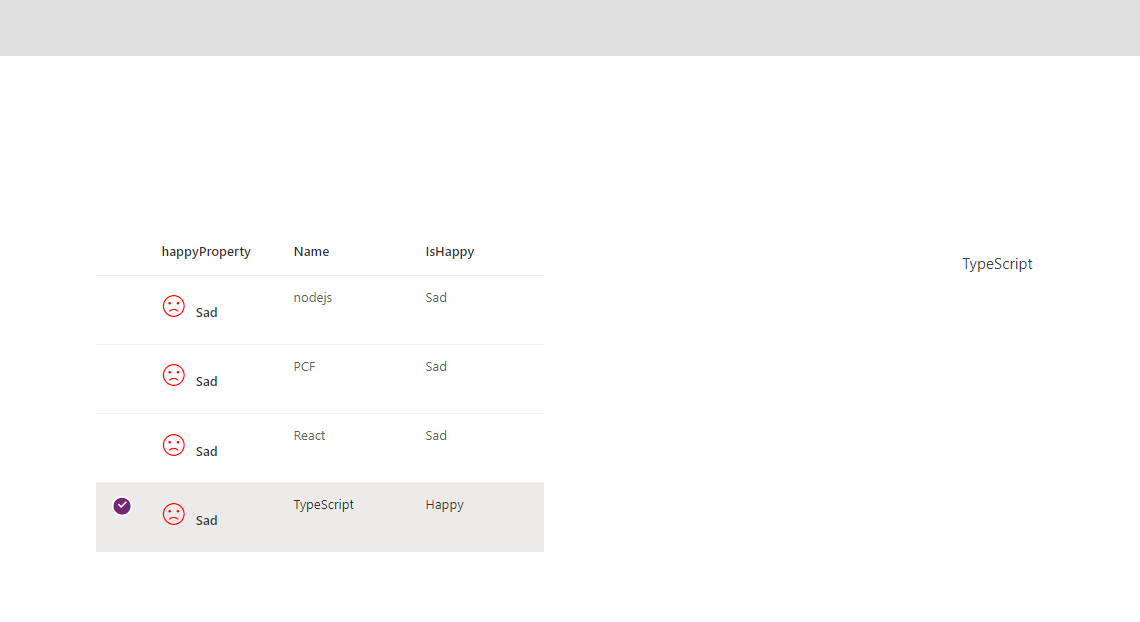 happyProperty Name IsHappy
TypeScript
nodejs Sad
Sad
PCF Sad
Sad
React Sad
Sad
TypeScript Happy
Sad